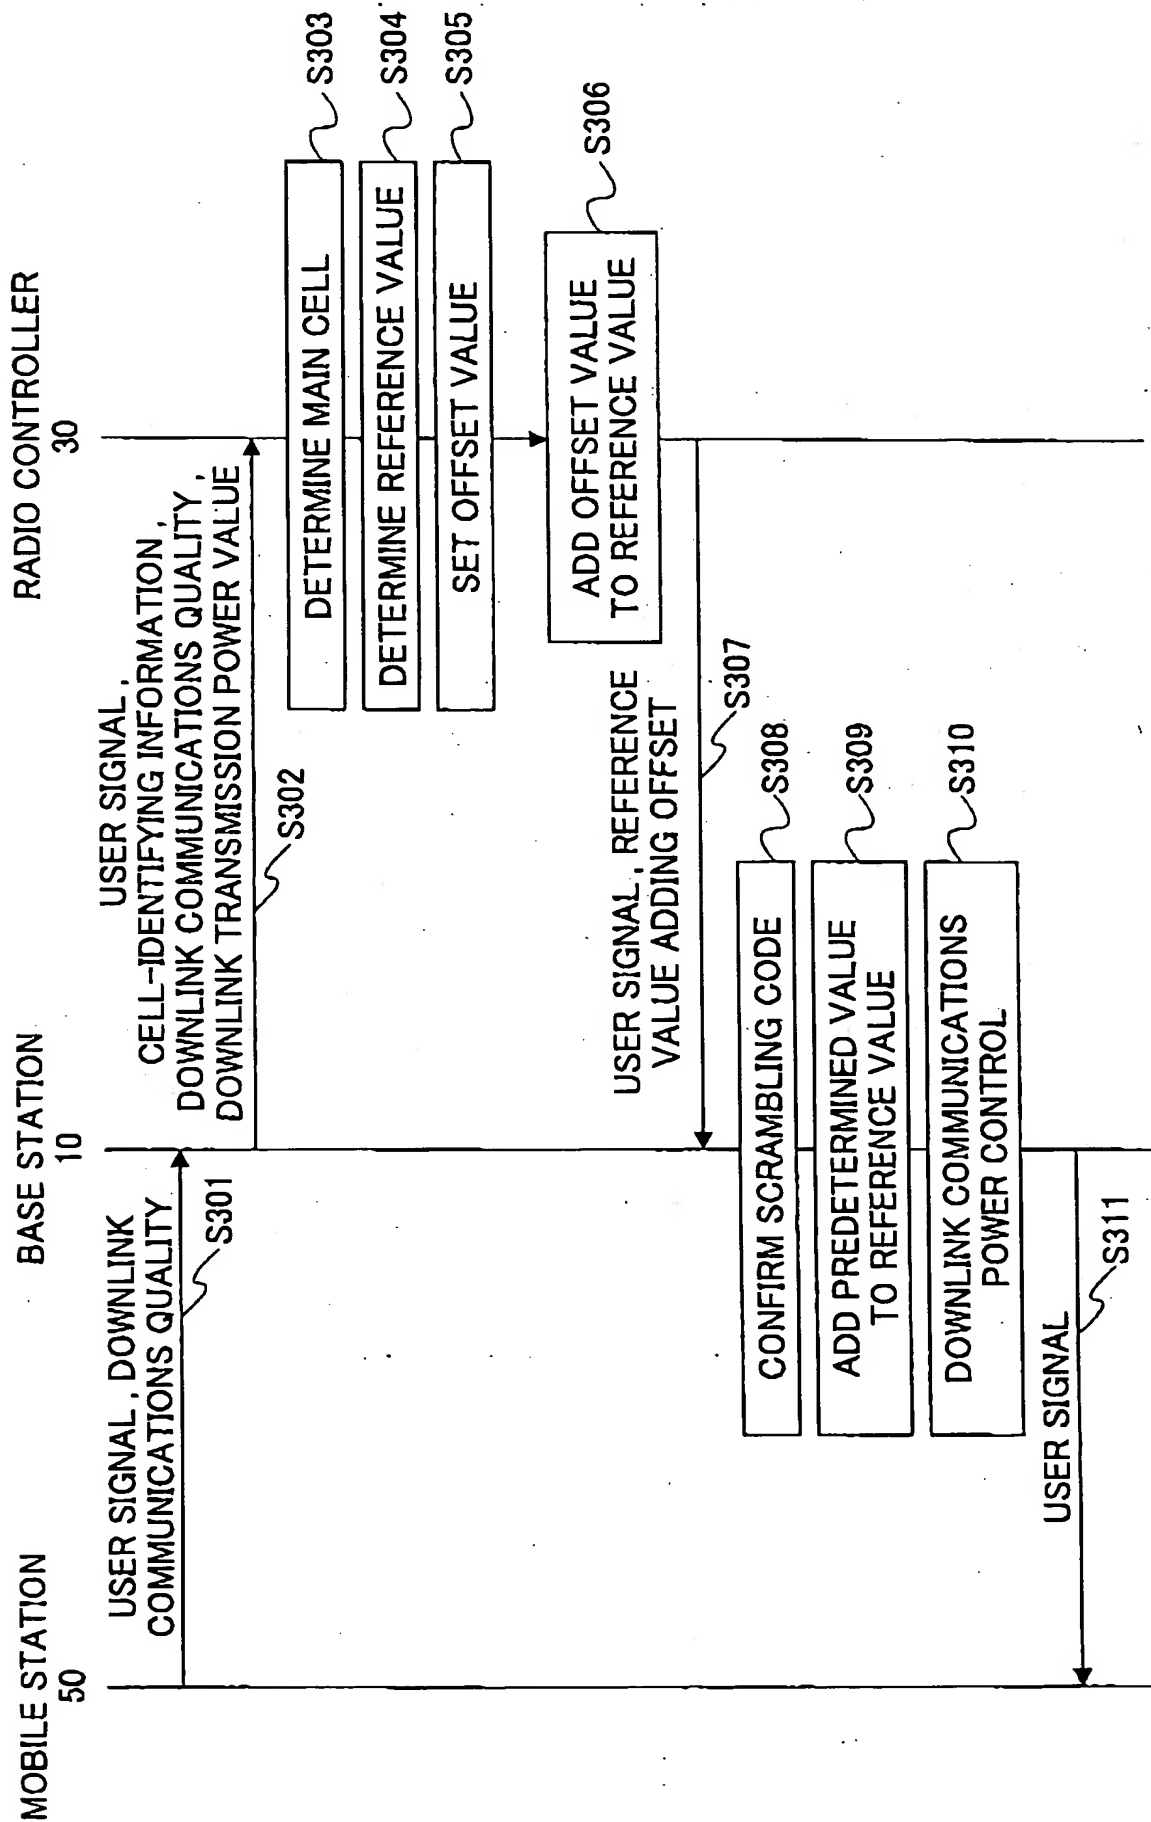 MOBILE STATION
50
BASE STATION
10
RADIO CONTROLLER
30
USER SIGNAL, DOWNLINK
COMMUNICATIONS QUALITY
S301
USER SIGNAL,
CELL-IDENTIFYING INFORMATION,
DOWNLINK COMMUNICATIONS QUALITY,
DOWNLINK TRANSMISSION POWER VALUE
S302
DETERMINE MAIN CELL
S303
DETERMINE REFERENCE VALUE
S304
SET OFFSET VALUE
S305
ADD OFFSET VALUE
TO REFERENCE VALUE
S306
USER SIGNAL, REFERENCE
VALUE ADDING OFFSET
S307
CONFIRM SCRAMBLING CODE
S308
ADD PREDETERMINED VALUE
TO REFERENCE VALUE
S309
DOWNLINK COMMUNICATIONS
POWER CONTROL
S310
USER SIGNAL
S311